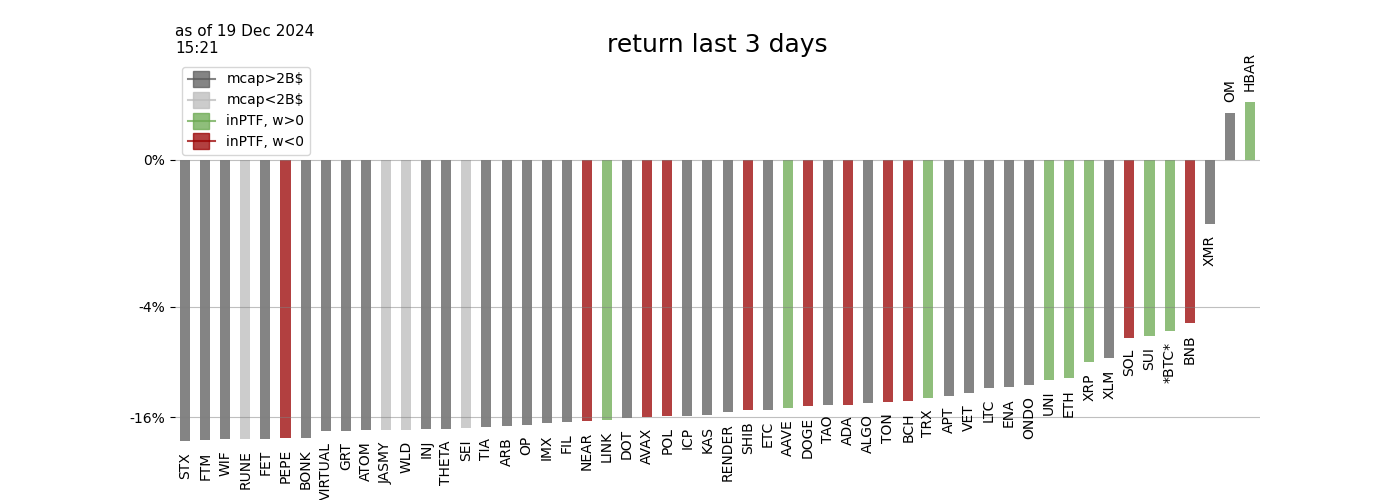 as of 19 Dec 2024
15:21
return last 3 days
mcap>2B$
mcap<2B$
inPTF, w>0
inPTF, w<0
0%
-4%
-16%
STX
FTM
WIF
RUNE
FET
PEPE
BONK
VIRTUAL
GRT
ATOM
JASMY
WLD
INJ
THETA
SEI
TIA
ARB
OP
IMX
FIL
NEAR
LINK
DOT
AVAX
POL
ICP
KAS
RENDER
SHIB
ETC
AAVE
DOGE
TAO
ADA
ALGO
TON
BCH
TRX
APT
VET
LTC
ENA
ONDO
UNI
ETH
XRP
XLM
SOL
SUI
*BTC*
BNB
XMR
OM
HBAR